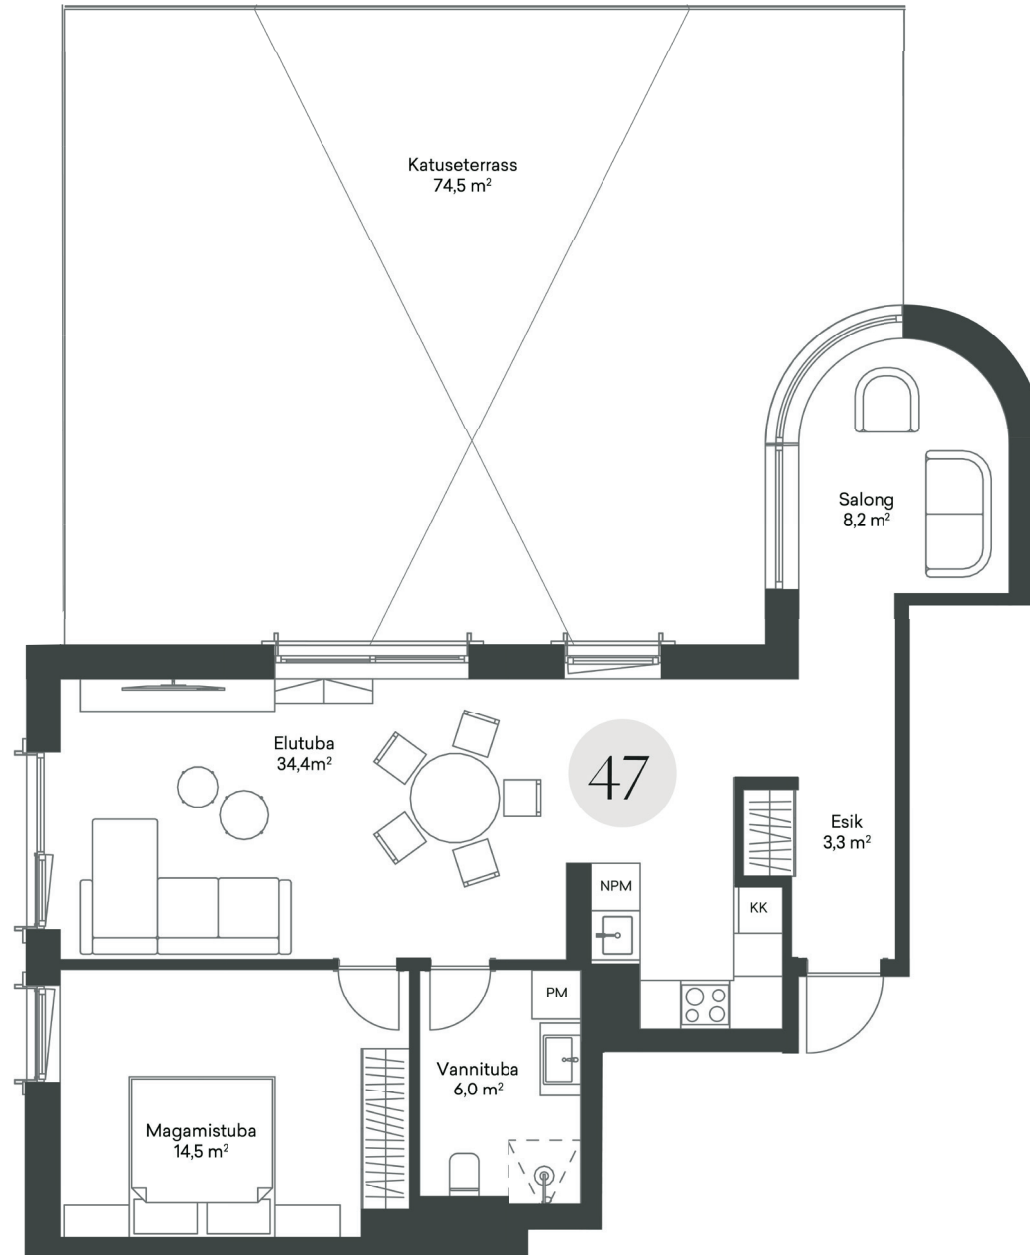 Katuseterrass
74,5 m²
Salong
8,2 m²
Elutuba
34,4m²
47
Esik
3,3 m²
NPM
KK
PM
Vannituba
6,0 m²
Magamistuba
14,5 m²